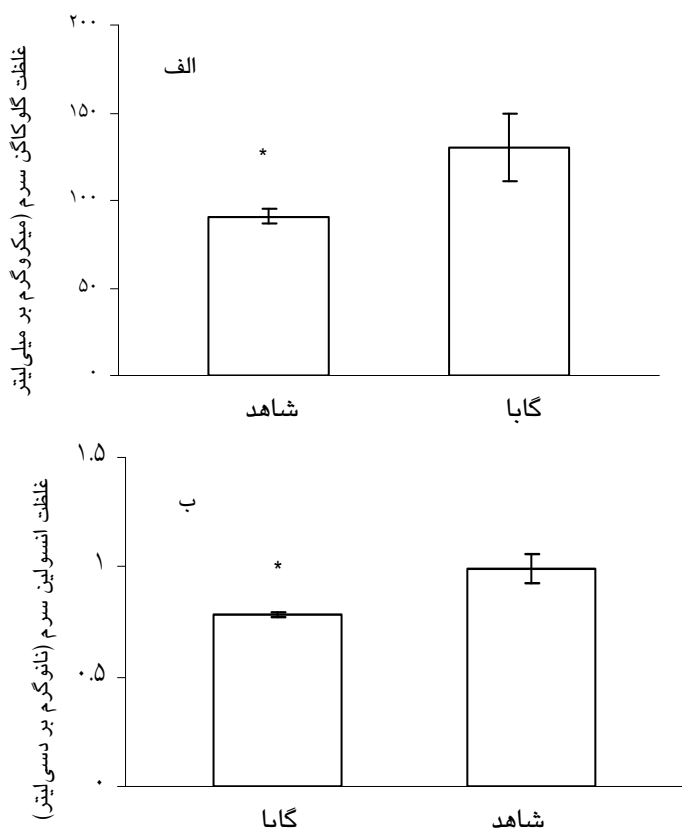 غلظت گلوکاگن سرم (میکروگرم بر میلی‌لیتر
۲۰۰
۱۵۰
۱۰۰
۵۰
۰
الف
*
شاهد
گابا
غلظت انسولین سرم (نانوگرم بر دسی‌لیتر)
۱.۵
۱
۰.۵
۰
ب
*
گابا
شاهد